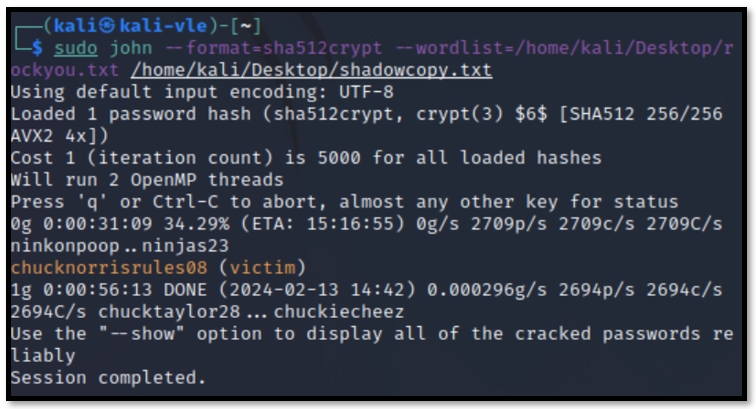 (kali㉿kali-vle)-[~]
$ sudo john --format=sha512crypt --wordlist=/home/kali/Desktop/r
ockyou.txt /home/kali/Desktop/shadowcopy.txt
Using default input encoding: UTF-8
Loaded 1 password hash (sha512crypt, crypt(3) $6$ [SHA512 256/256
AVX2 4x])
Cost 1 (iteration count) is 5000 for all loaded hashes
Will run 2 OpenMP threads
Press 'q' or Ctrl-C to abort, almost any other key for status
0g 0:00:31:09 34.29% (ETA: 15:16:55) 0g/s 2709p/s 2709c/s 2709C/s
ninkonpoop..ninjas23
chucknorrisrules08 (victim)
1g 0:00:56:13 DONE (2024-02-13 14:42) 0.000296g/s 2694p/s 2694c/s
2694C/s chucktaylor28...chuckiecheez
Use the "--show" option to display all of the cracked passwords re
liably
Session completed.